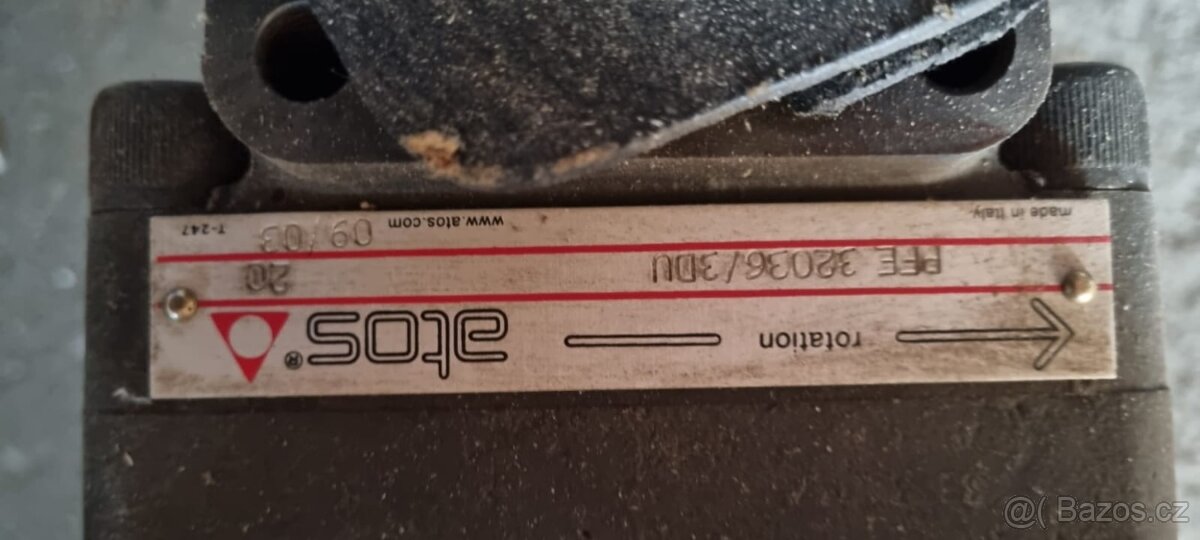 ← rotation — atos®
PFE 32036/3DU 20
made in Italy www.atos.com 09/03 T-247
@( Bazos.cz